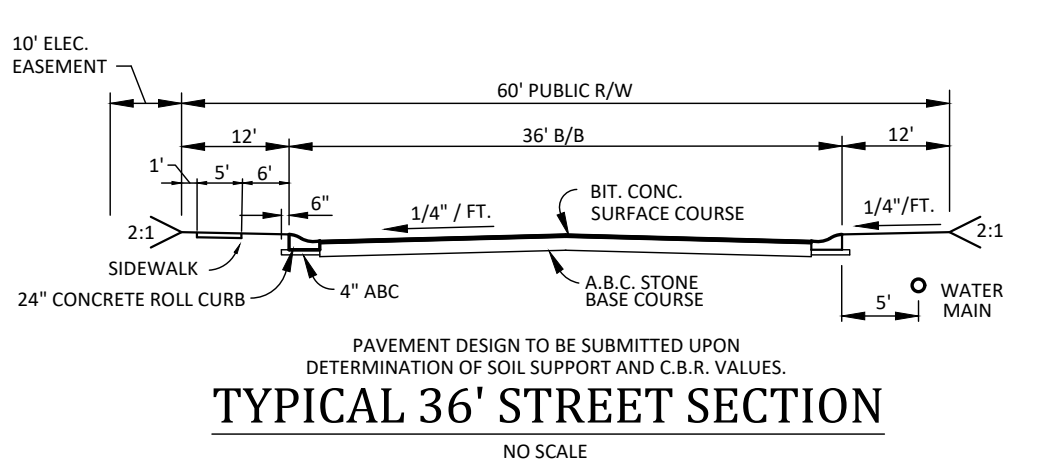 10' ELEC.
EASEMENT
60' PUBLIC R/W
12'
36' B/B
12'
1'
5'
6'
6"
1/4" / FT.
BIT. CONC.
SURFACE COURSE
1/4"/FT.
2:1
2:1
SIDEWALK
24" CONCRETE ROLL CURB
4" ABC
A.B.C. STONE
BASE COURSE
5'
WATER
MAIN
PAVEMENT DESIGN TO BE SUBMITTED UPON
DETERMINATION OF SOIL SUPPORT AND C.B.R. VALUES.
TYPICAL 36' STREET SECTION
NO SCALE